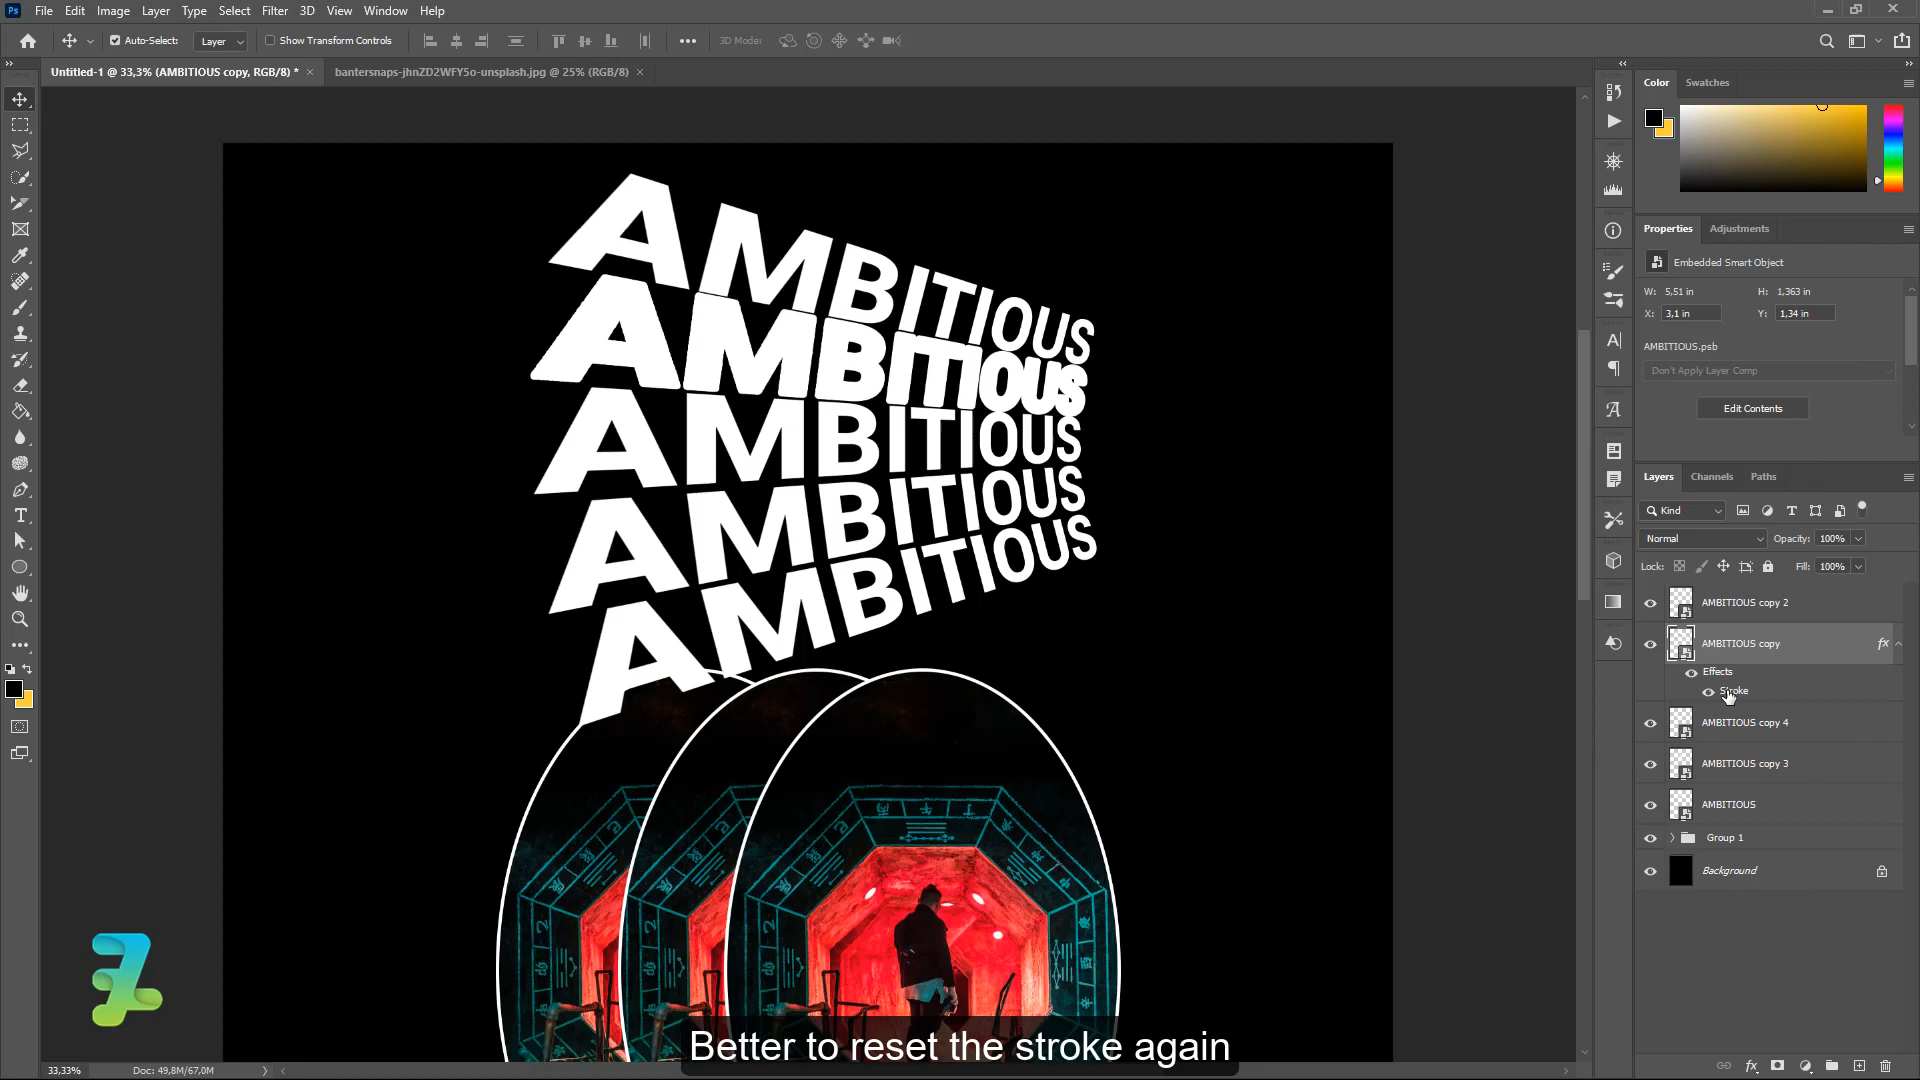 Ps File Edit Image Layer Type Select Filter 3D View Window Help
Auto-Select: Layer Show Transform Controls 3D Mode:
Untitled-1 @ 33,3% (AMBITIOUS copy, RGB/8) * × bantersnaps-jhnZD2WFY5o-unsplash.jpg @ 25% (RGB/8) ×
AMBITIOUS
AMBITIOUS
AMBITIOUS
AMBITIOUS
AMBITIOUS
Better to reset the stroke again
33,33% Doc: 49,8M/67,0M
Color Swatches
Properties Adjustments
Embedded Smart Object
W: 5,51 in H: 1,363 in
X: 3,1 in Y: 1,34 in
AMBITIOUS.psb
Don't Apply Layer Comp
Edit Contents
Layers Channels Paths
Kind
Normal Opacity: 100%
Lock: Fill: 100%
AMBITIOUS copy 2
AMBITIOUS copy fx
Effects
Stroke
AMBITIOUS copy 4
AMBITIOUS copy 3
AMBITIOUS
Group 1
Background